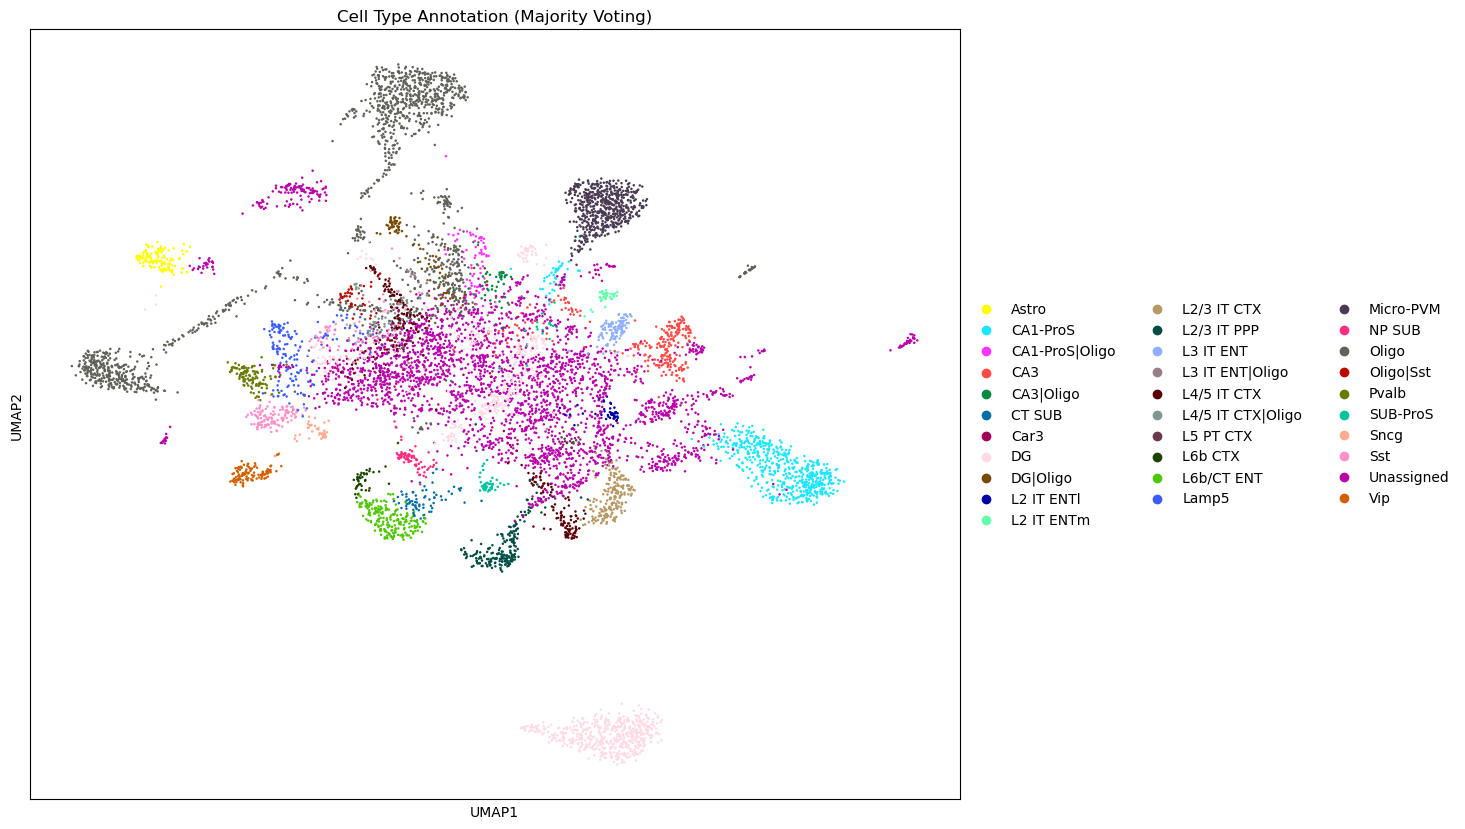 Cell Type Annotation (Majority Voting)
UMAP2
UMAP1
Astro
CA1-ProS
CA1-ProS|Oligo
CA3
CA3|Oligo
CT SUB
Car3
DG
DG|Oligo
L2 IT ENTl
L2 IT ENTm
L2/3 IT CTX
L2/3 IT PPP
L3 IT ENT
L3 IT ENT|Oligo
L4/5 IT CTX
L4/5 IT CTX|Oligo
L5 PT CTX
L6b CTX
L6b/CT ENT
Lamp5
Micro-PVM
NP SUB
Oligo
Oligo|Sst
Pvalb
SUB-ProS
Sncg
Sst
Unassigned
Vip